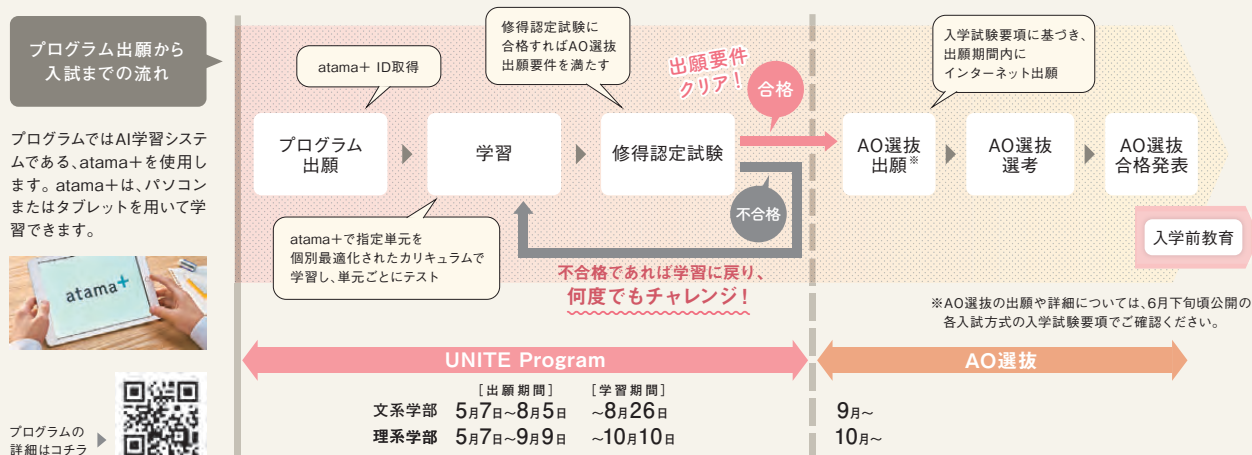 プログラム出願から
入試までの流れ
プログラムではAI学習システ
ムである、atama＋を使用し
ます。atama＋は、パソコン
またはタブレットを用いて学
習できます。
atama+
プログラムの
詳細はコチラ
atama＋ ID取得
修得認定試験に
合格すればAO選抜
出願要件を満たす
出願要件
クリア！
合格
入学試験要項に基づき、
出願期間内に
インターネット出願
プログラム
出願
学習
修得認定試験
AO選抜
出願※
AO選抜
選考
AO選抜
合格発表
不合格
入学前教育
atama＋で指定単元を
個別最適化されたカリキュラムで
学習し、単元ごとにテスト
不合格であれば学習に戻り、
何度でもチャレンジ！
※AO選抜の出願や詳細については、6月下旬頃公開の
各入試方式の入学試験要項でご確認ください。
UNITE Program
AO選抜
［出願期間］ ［学習期間］
文系学部 5月7日～8月5日 ～8月26日 9月～
理系学部 5月7日～9月9日 ～10月10日 10月～